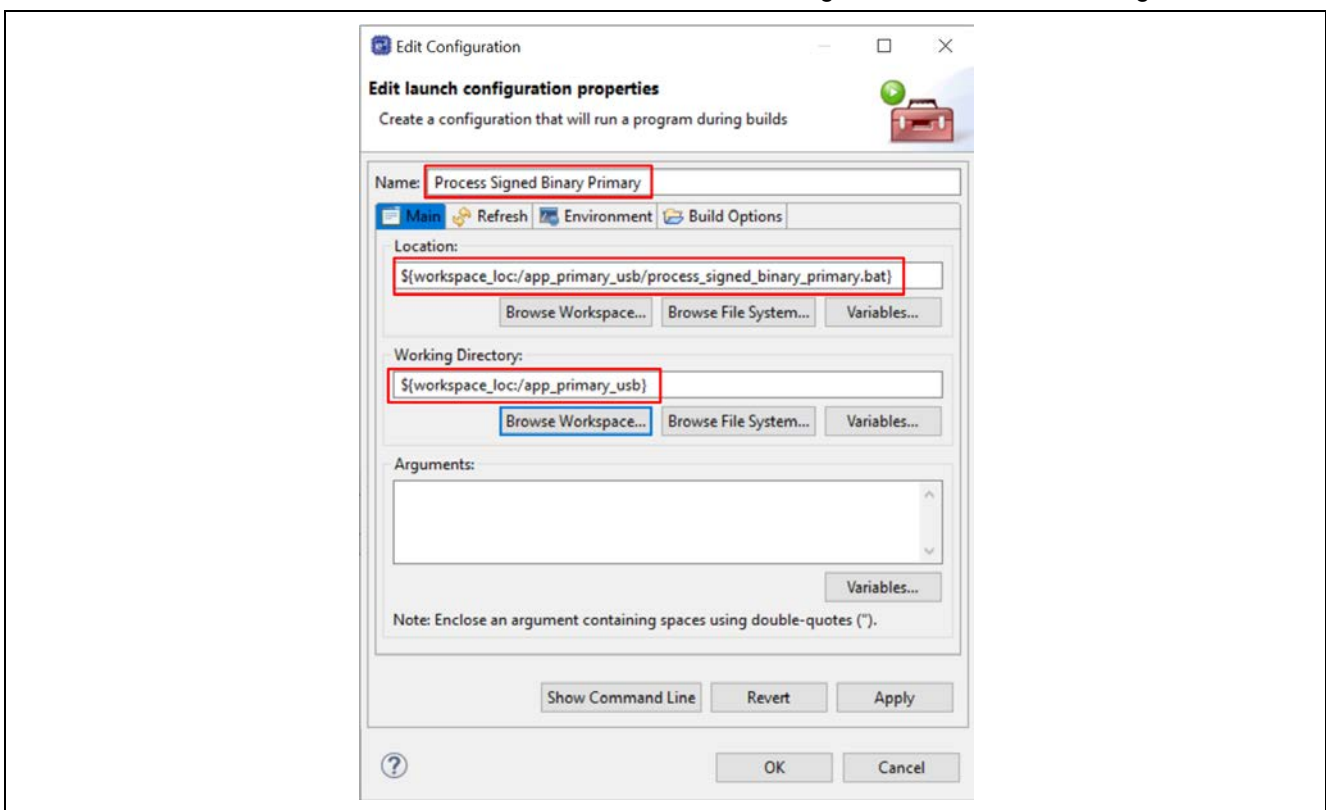 Edit Configuration
Edit launch configuration properties
Create a configuration that will run a program during builds
Name: Process Signed Binary Primary
Main Refresh Environment Build Options
Location:
${workspace_loc:/app_primary_usb/process_signed_binary_primary.bat}
Browse Workspace... Browse File System... Variables...
Working Directory:
${workspace_loc:/app_primary_usb}
Browse Workspace... Browse File System... Variables...
Arguments:
Variables...
Note: Enclose an argument containing spaces using double-quotes (").
Show Command Line Revert Apply
? OK Cancel